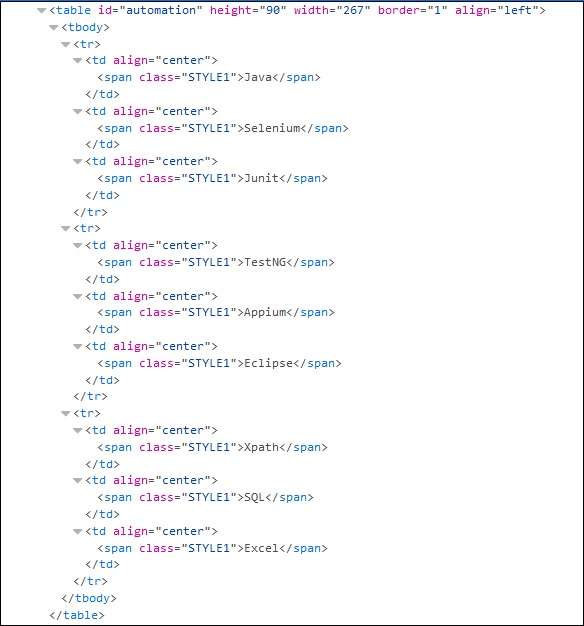 <table id="automation" height="90" width="267" border="1" align="left">
<tbody>
<tr>
<td align="center">
<span class="STYLE1">Java</span>
</td>
<td align="center">
<span class="STYLE1">Selenium</span>
</td>
<td align="center">
<span class="STYLE1">Junit</span>
</td>
</tr>
<tr>
<td align="center">
<span class="STYLE1">TestNG</span>
</td>
<td align="center">
<span class="STYLE1">Appium</span>
</td>
<td align="center">
<span class="STYLE1">Eclipse</span>
</td>
</tr>
<tr>
<td align="center">
<span class="STYLE1">Xpath</span>
</td>
<td align="center">
<span class="STYLE1">SQL</span>
</td>
<td align="center">
<span class="STYLE1">Excel</span>
</td>
</tr>
</tbody>
</table>